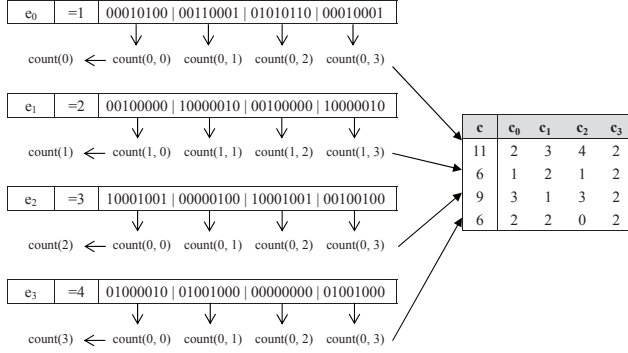 e0 =1 00010100 | 00110001 | 01010110 | 00010001
count(0) count(0, 0) count(0, 1) count(0, 2) count(0, 3)
e1 =2 00100000 | 10000010 | 00100000 | 10000010
count(1) count(1, 0) count(1, 1) count(1, 2) count(1, 3)
c c0 c1 c2 c3
11 2 3 4 2
6 1 2 1 2
9 3 1 3 2
6 2 2 0 2
e2 =3 10001001 | 00000100 | 10001001 | 00100100
count(2) count(0, 0) count(0, 1) count(0, 2) count(0, 3)
e3 =4 01000010 | 01001000 | 00000000 | 01001000
count(3) count(0, 0) count(0, 1) count(0, 2) count(0, 3)